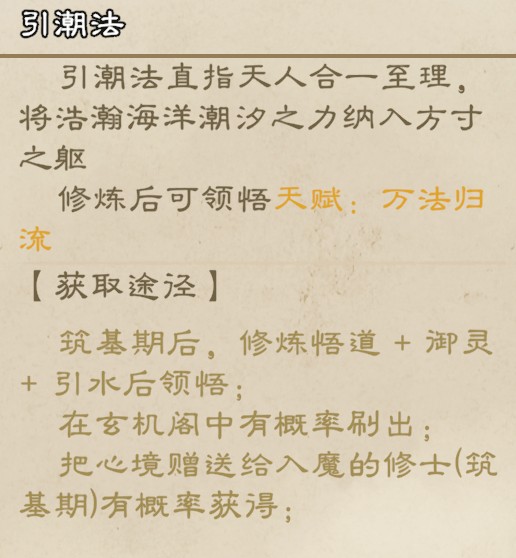 引潮法
引潮法直指天人合一至理，
将浩瀚海洋潮汐之力纳入方寸
之躯
修炼后可领悟天赋：万法归
流
【获取途径】
筑基期后，修炼悟道 + 御灵
+ 引水后领悟；
在玄机阁中有概率刷出；
把心境赠送给入魔的修士(筑
基期)有概率获得；